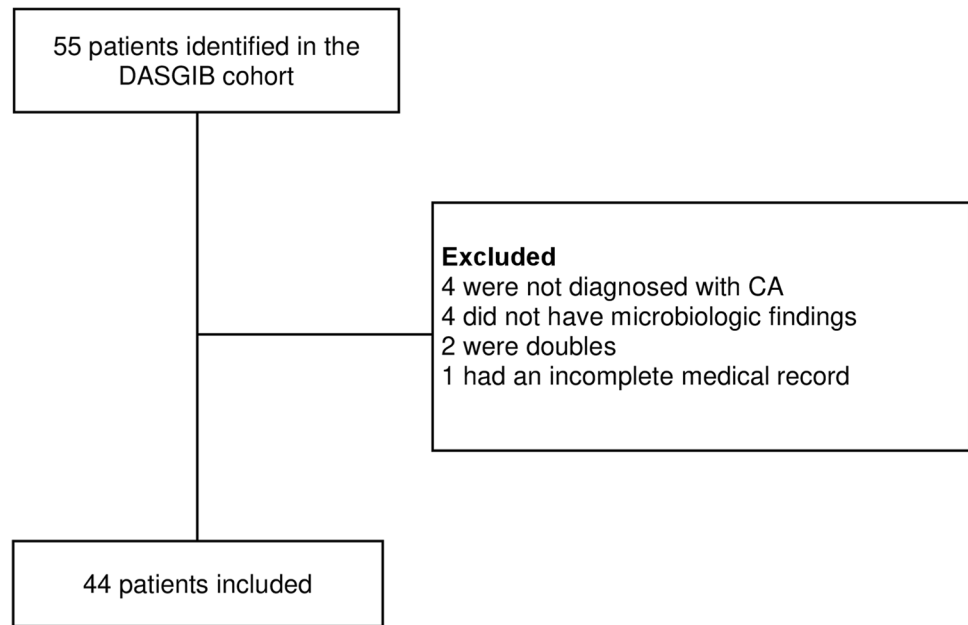 55 patients identified in the
DASGIB cohort
Excluded
4 were not diagnosed with CA
4 did not have microbiologic findings
2 were doubles
1 had an incomplete medical record
44 patients included